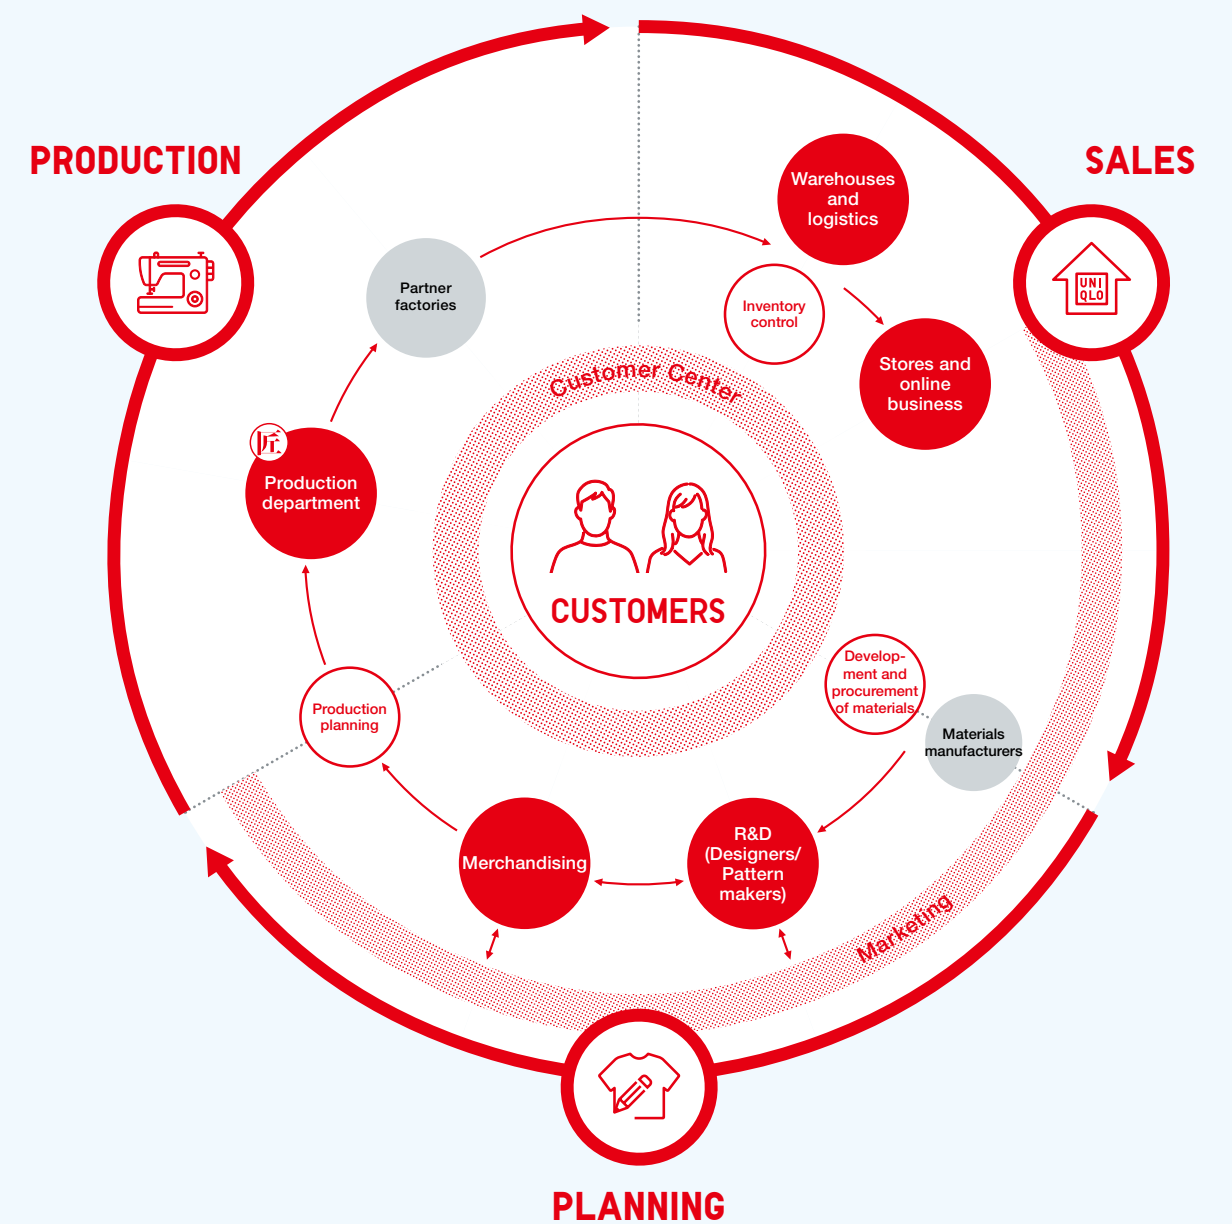 PRODUCTION
SALES
Warehouses
and
logistics
Partner
factories
Inventory
control
UNI
QLO
Stores and
online
business
Customer Center
匠
Production
department
CUSTOMERS
Develop-
ment and
procurement
of materials
Production
planning
Materials
manufacturers
Merchandising
R&D
(Designers/
Pattern
makers)
Marketing
PLANNING